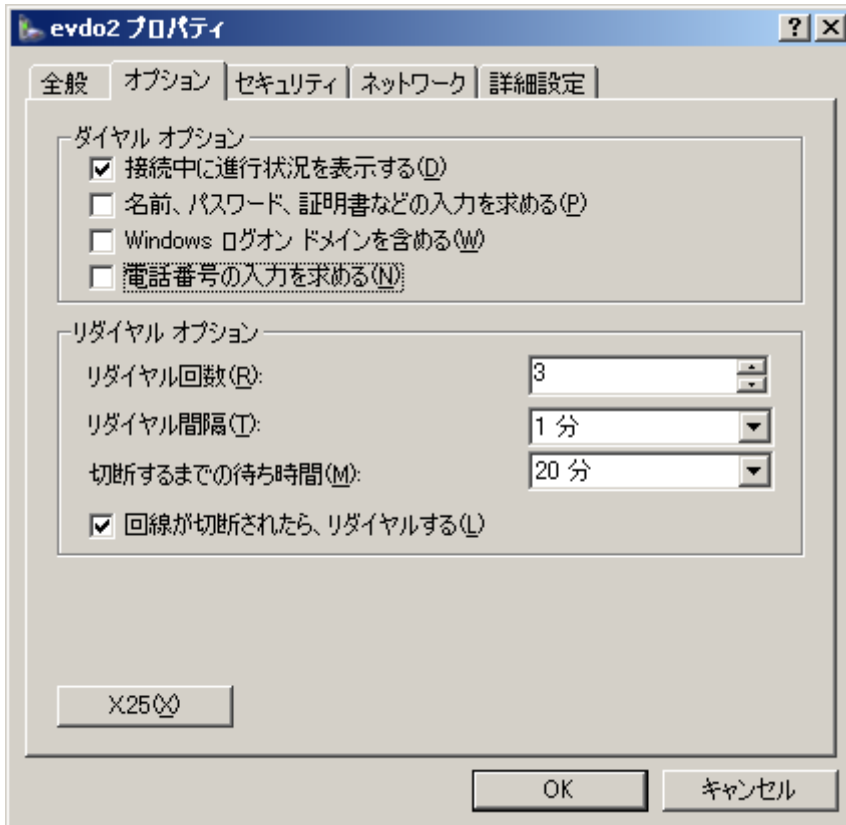 evdo2 プロパティ
全般 オプション セキュリティ ネットワーク 詳細設定
ダイヤル オプション
接続中に進行状況を表示する(D)
名前、パスワード、証明書などの入力を求める(P)
Windows ログオン ドメインを含める(W)
電話番号の入力を求める(N)
リダイヤル オプション
リダイヤル回数(R): 3
リダイヤル間隔(T): 1 分
切断するまでの待ち時間(M): 20 分
回線が切断されたら、リダイヤルする(L)
X.25(X)
OK キャンセル